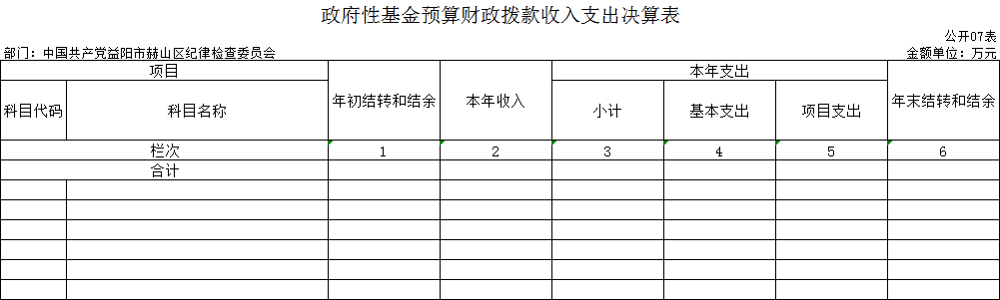 政府性基金预算财政拨款收入支出决算表
公开07表
部门：中国共产党益阳市赫山区纪律检查委员会 金额单位：万元
项目 年初结转和结余 本年收入 本年支出 年末结转和结余
科目代码 科目名称 小计 基本支出 项目支出
栏次 1 2 3 4 5 6
合计